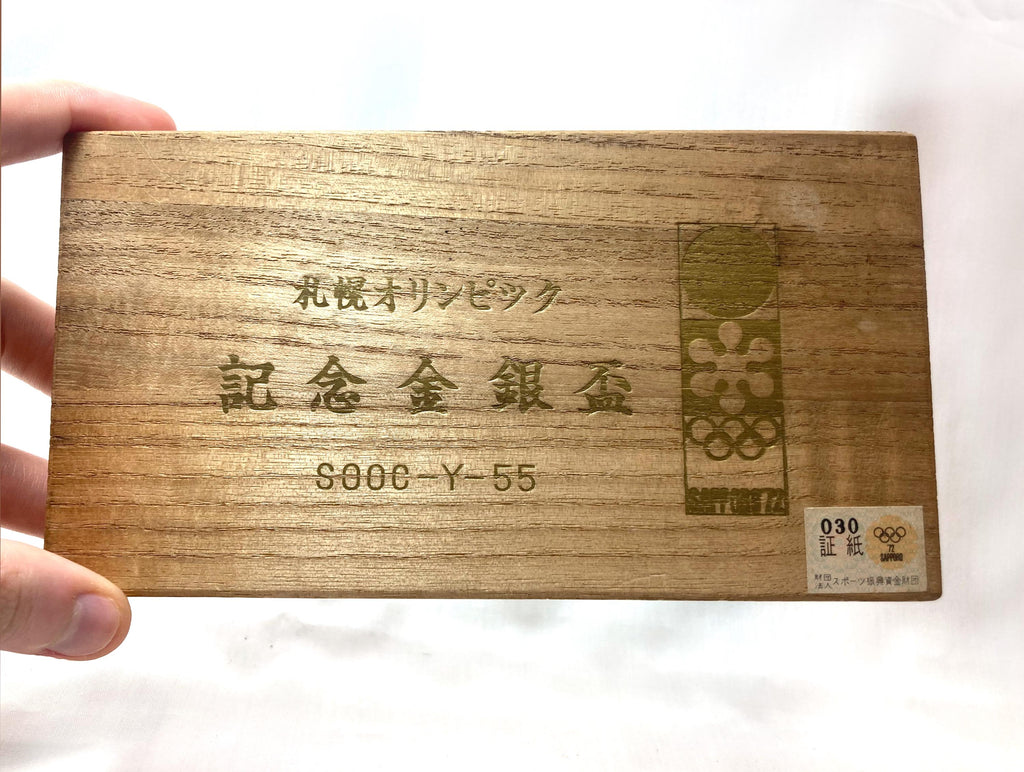 札幌オリンピック
記念金銀盃
SOOC-Y-55
SAPPORO'72
030
証紙
72
SAPPORO
財団法人スポーツ振興資金財団